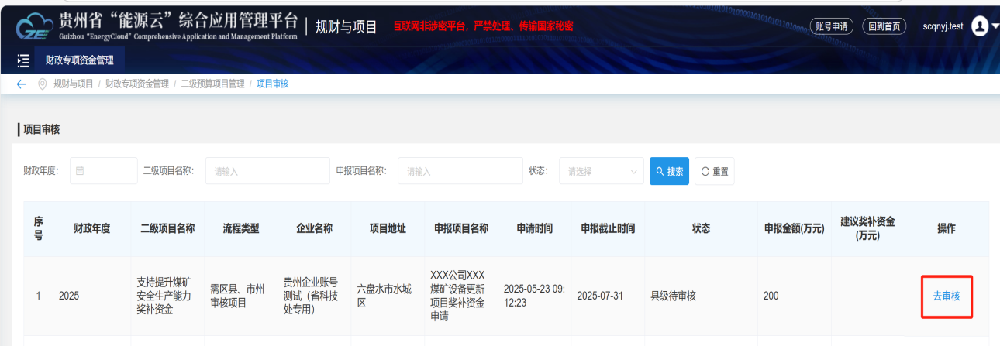 贵州省“能源云”综合应用管理平台
Guizhou "EnergyCloud" Comprehensive Application and Management Platform
规财与项目
互联网非涉密平台，严禁处理、传输国家秘密
账号申请
回到首页
scqnyj.test
财政专项资金管理
规财与项目 / 财政专项资金管理 / 二级预算项目管理 / 项目审核
项目审核
财政年度：
二级项目名称： 请输入
申报项目名称： 请输入
状态： 请选择
搜索
重置
序号 财政年度 二级项目名称 流程类型 企业名称 项目地址 申报项目名称 申请时间 申报截止时间 状态 申报金额(万元) 建议奖补资金(万元) 操作
1
2025
支持提升煤矿
安全生产能力
奖补资金
需区县、市州
审核项目
贵州企业账号
测试（省科技
处专用）
六盘水市水城
区
XXX公司XXX
煤矿设备更新
项目奖补资金
申请
2025-05-23 09:
12:23
2025-07-31
县级待审核
200
去审核